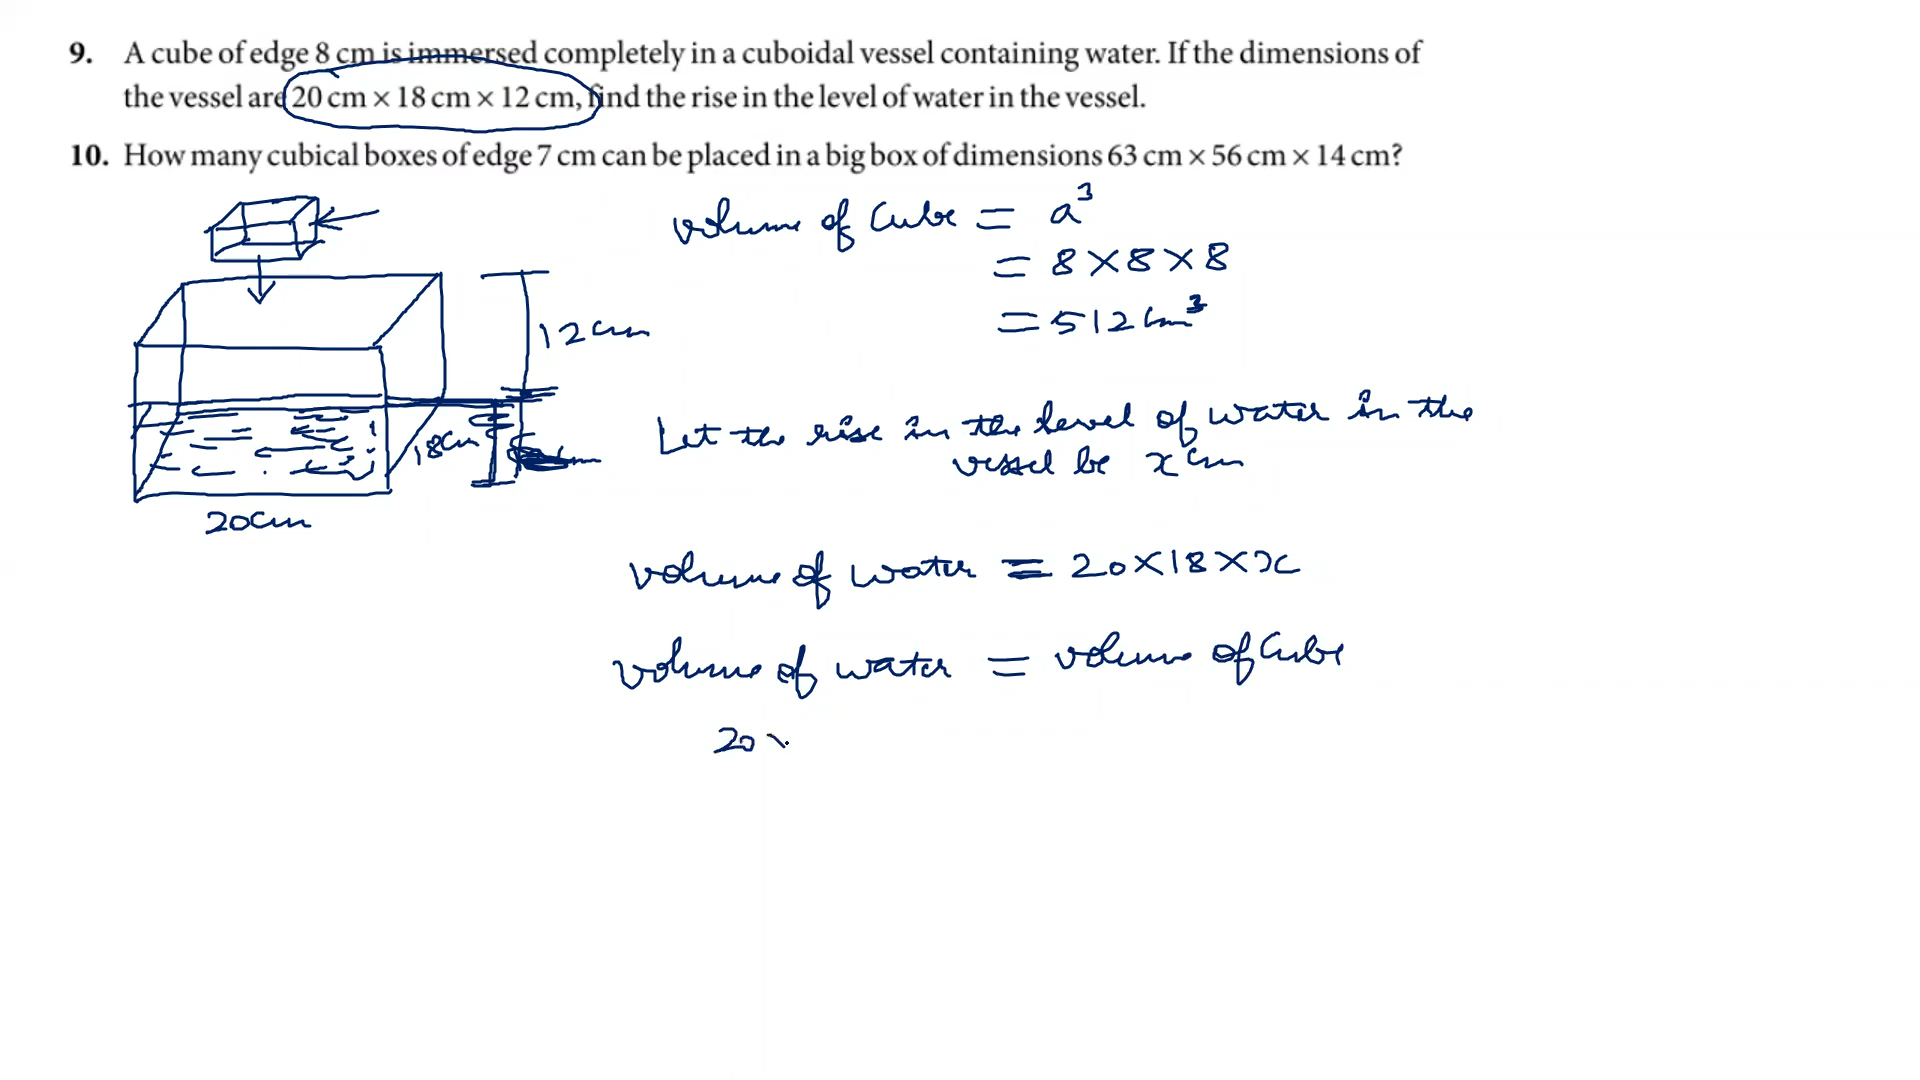 9. A cube of edge 8 cm is immersed completely in a cuboidal vessel containing water. If the dimensions of
the vessel are 20 cm × 18 cm × 12 cm, find the rise in the level of water in the vessel.
10. How many cubical boxes of edge 7 cm can be placed in a big box of dimensions 63 cm × 56 cm × 14 cm?
volume of Cube = a³
= 8 × 8 × 8
= 512 cm³
12 cm
18 cm
20 cm
Let the rise in the level of water in the
vessel be x cm
volume of water = 20 × 18 × x
volume of water = volume of Cube
20